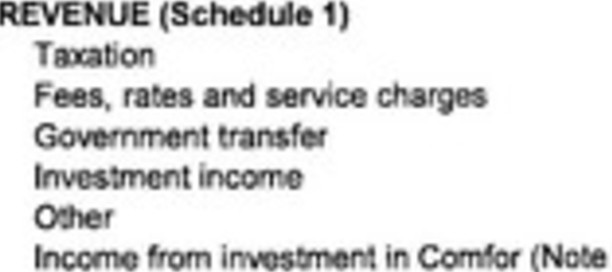 REVENUE (Schedule 1)
Taxation
Fees, rates and service charges
Government transfer
Investment income
Other
Income from investment in Comfor (Note